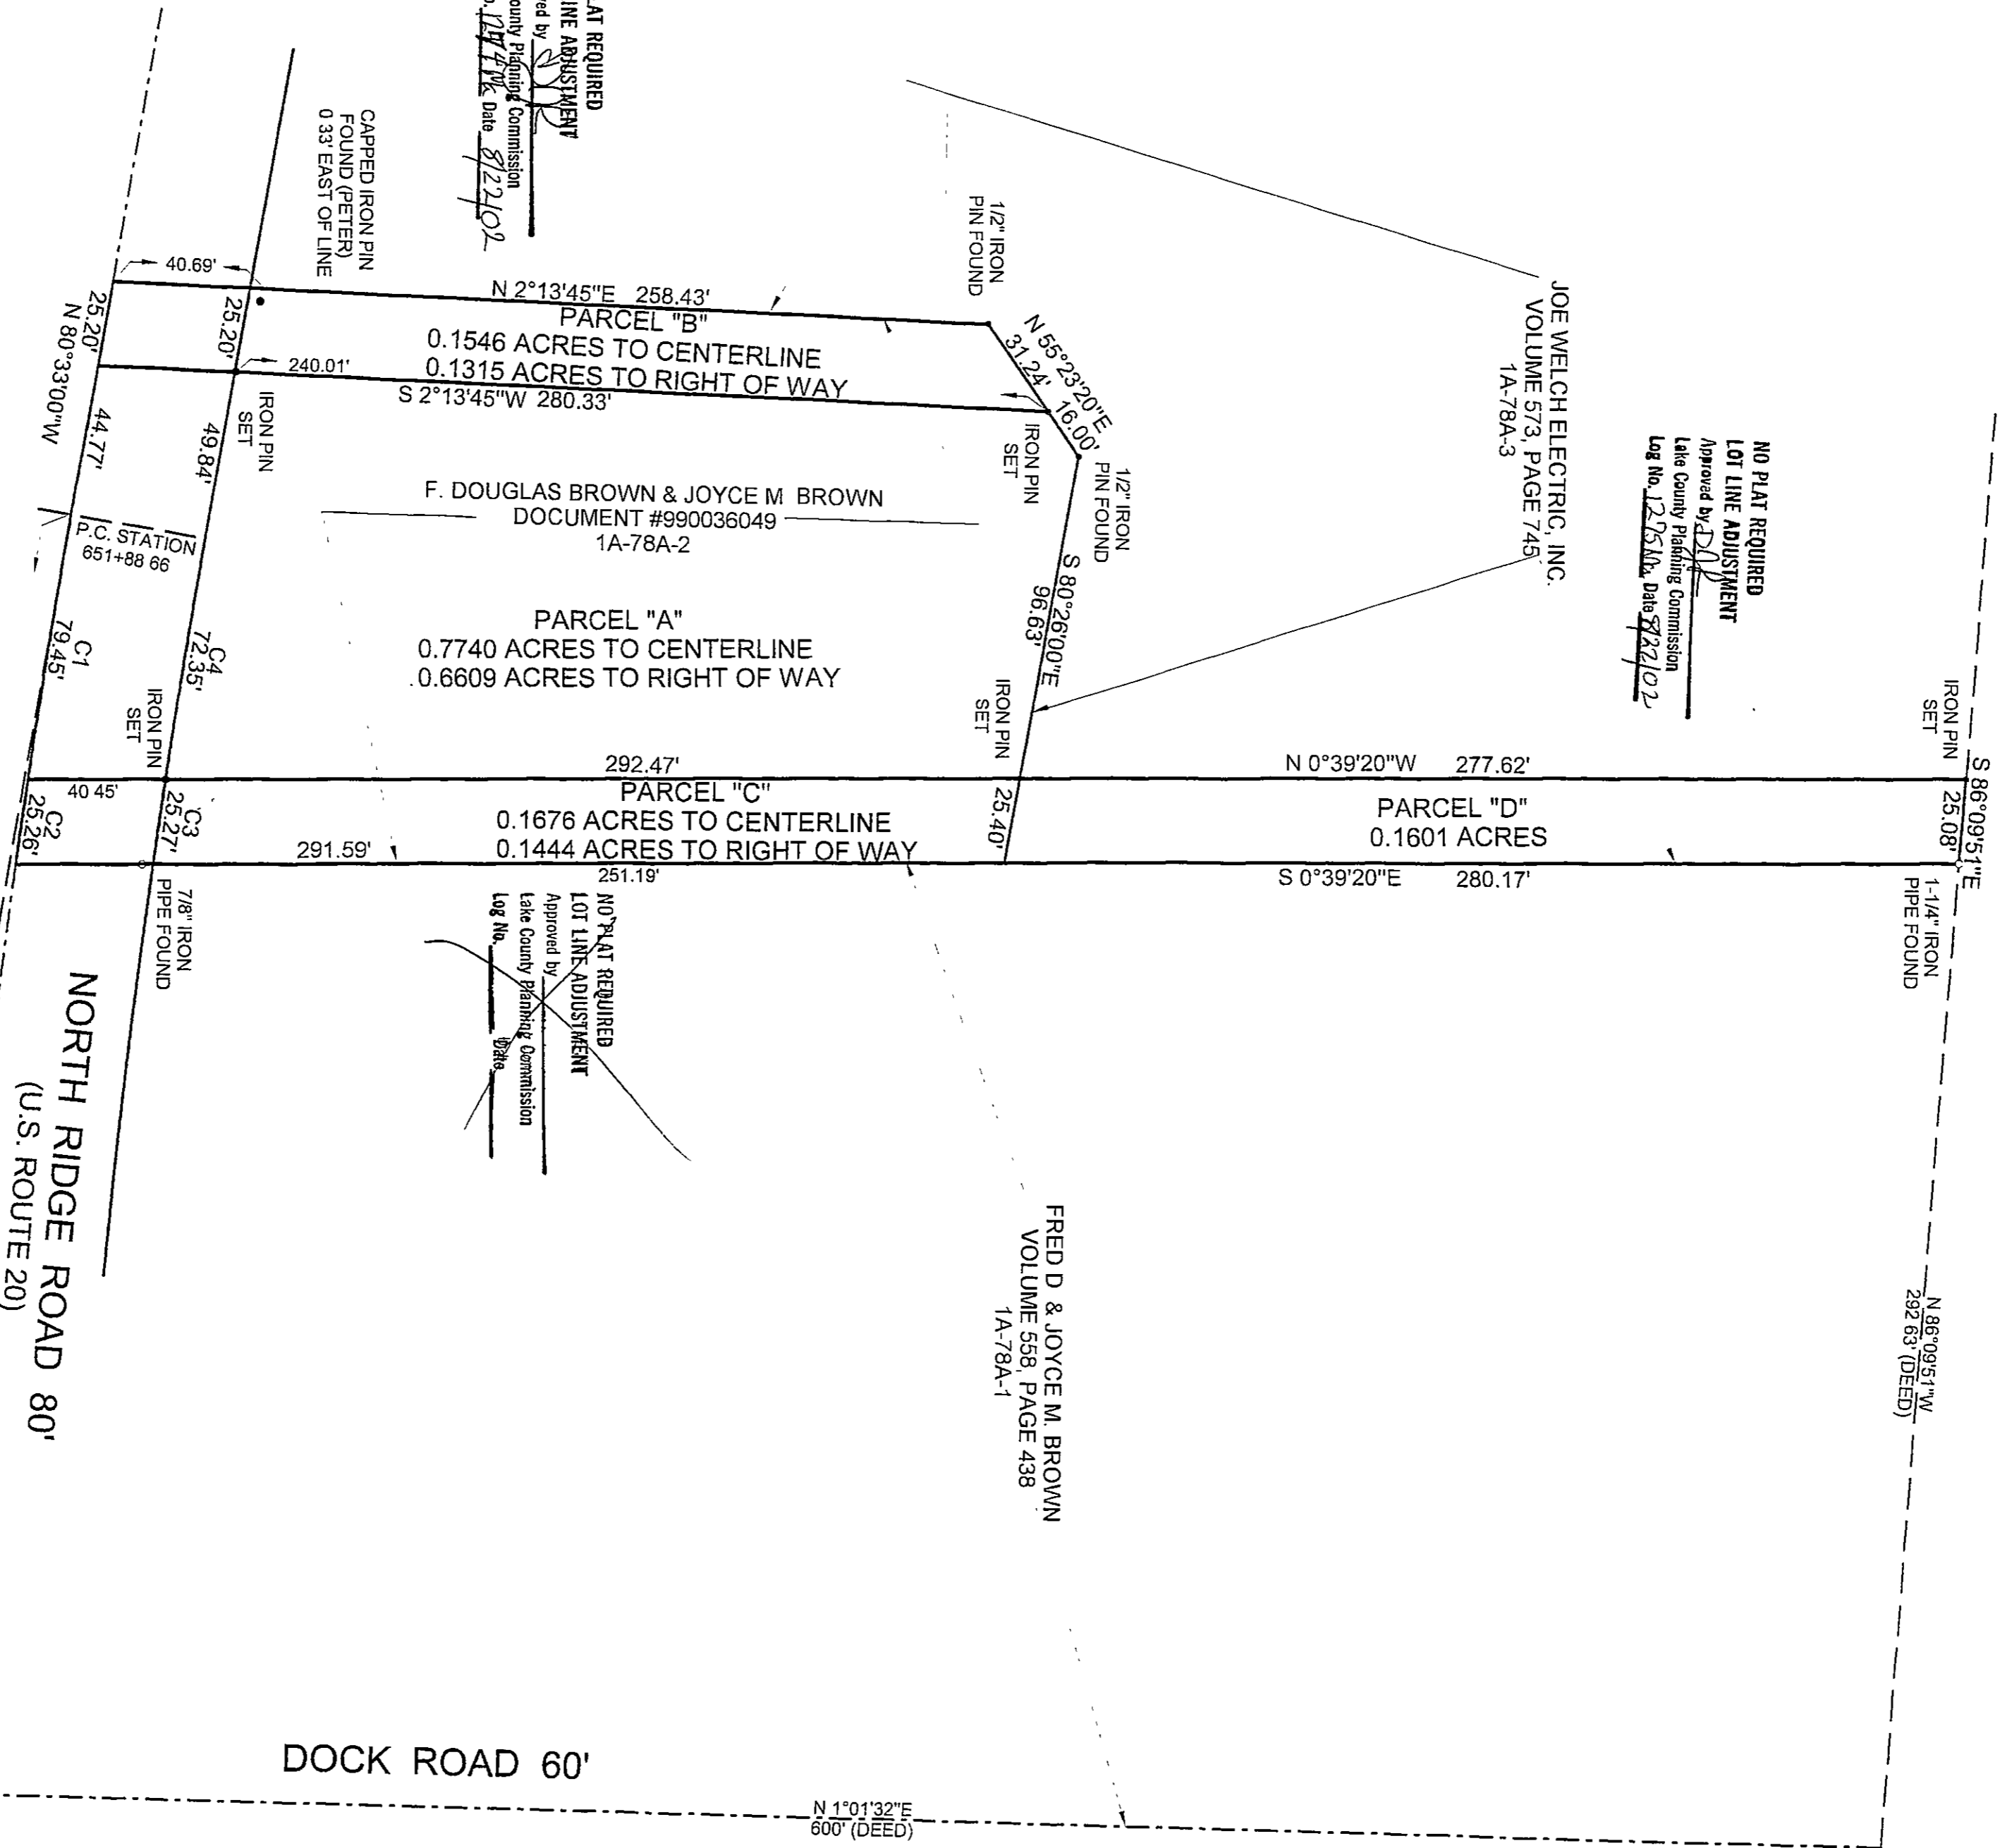 AT REQUIRED
INE ADJUSTMENT
ed by
ounty Planning Commission
Date 8/22/02
CAPPED IRON PIN
FOUND (PETER)
0 33' EAST OF LINE
1/2" IRON
PIN FOUND
JOE WELCH ELECTRIC, INC.
VOLUME 573, PAGE 745
1A-78A-3
NO PLAT REQUIRED
LOT LINE ADJUSTMENT
Approved by
Lake County Planning Commission
Log No. Date 8/22/02
40.69'
N 2°13'45"E 258.43'
PARCEL "B"
0.1546 ACRES TO CENTERLINE
0.1315 ACRES TO RIGHT OF WAY
240.01'
S 2°13'45"W 280.33'
25.20'
N 80°33'00"W
25.20'
44.77'
49.84'
IRON PIN
SET
N 55°23'20"E
31.24'
16.00'
IRON PIN
SET
1/2" IRON
PIN FOUND
F. DOUGLAS BROWN & JOYCE M BROWN
DOCUMENT #990036049
1A-78A-2
P.C. STATION
651+88 66
S 80°26'00"E
96.63'
PARCEL "A"
0.7740 ACRES TO CENTERLINE
.0.6609 ACRES TO RIGHT OF WAY
C1
79.45'
C4
72.35'
IRON PIN
SET
IRON PIN
SET
IRON PIN
SET
S 86°09'51"E
25.08'
292.47'
N 0°39'20"W 277.62'
40 45'
C2
25.26'
C3
25.27'
PARCEL "C"
0.1676 ACRES TO CENTERLINE
0.1444 ACRES TO RIGHT OF WAY
25.40'
PARCEL "D"
0.1601 ACRES
291.59'
251.19'
S 0°39'20"E 280.17'
7/8" IRON
PIPE FOUND
1-1/4" IRON
PIPE FOUND
NO PLAT REQUIRED
LOT LINE ADJUSTMENT
Approved by
Lake County Planning Commission
Log No. Date
NORTH RIDGE ROAD 80'
(U.S. ROUTE 20)
FRED D & JOYCE M. BROWN
VOLUME 558, PAGE 438
1A-78A-1
N 86°09'51"W
292 63' (DEED)
DOCK ROAD 60'
N 1°01'32"E
600' (DEED)